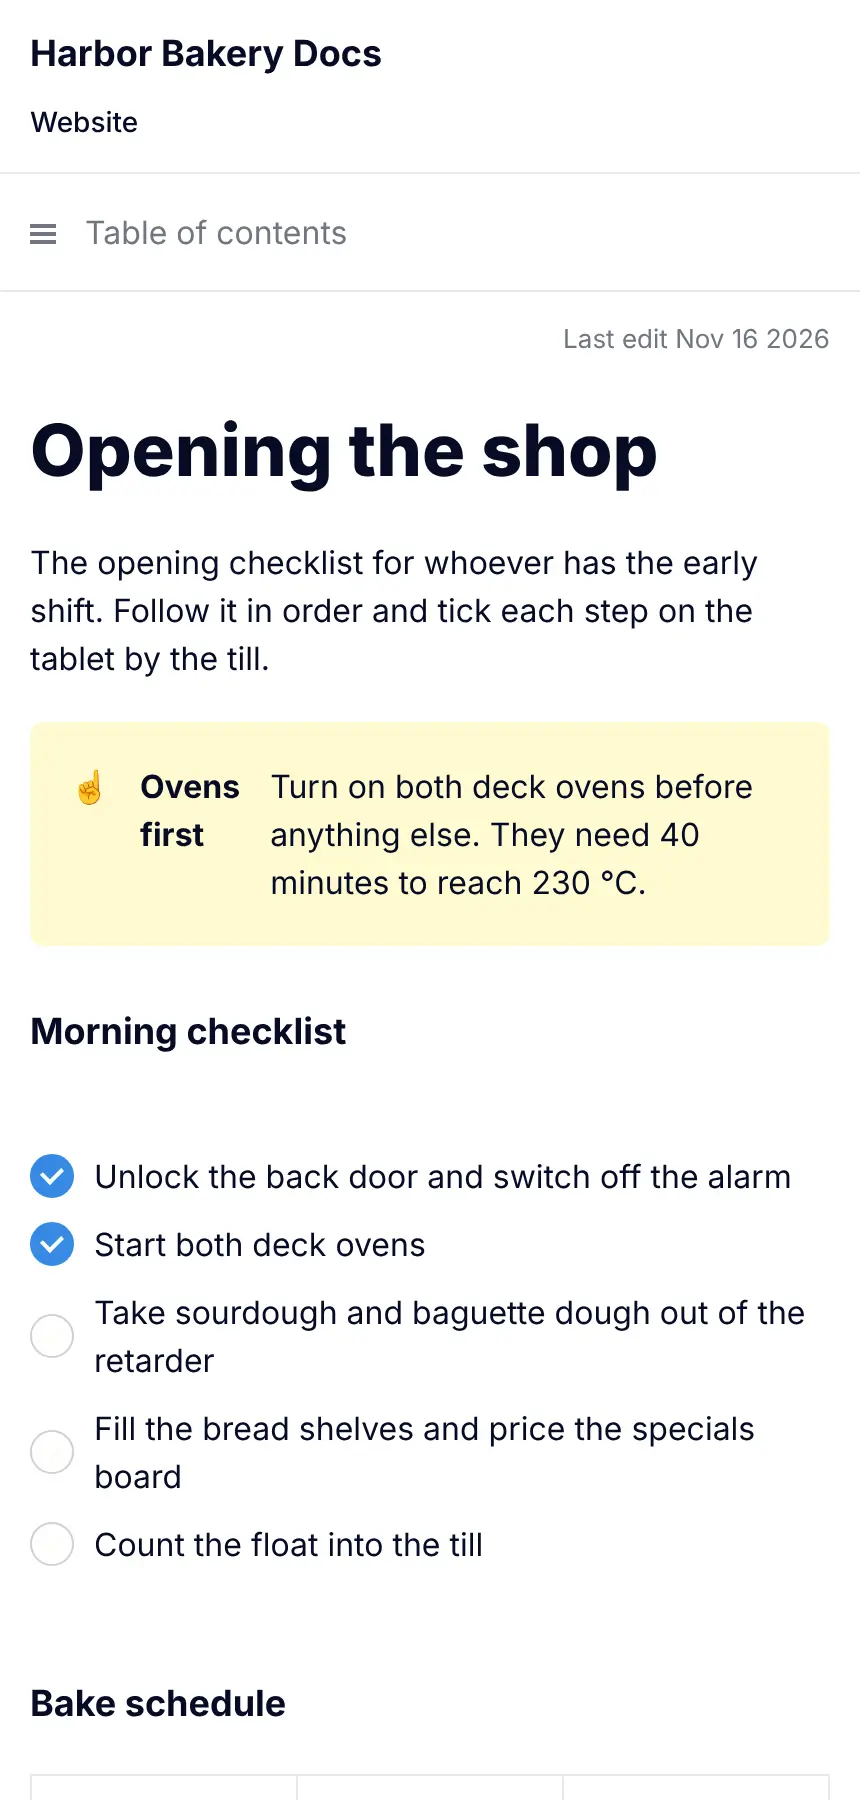 Harbor Bakery Docs
Website
Table of contents
Last edit Nov 16 2026
Opening the shop
The opening checklist for whoever has the early
shift. Follow it in order and tick each step on the
tablet by the till.
Ovens first
Turn on both deck ovens before
anything else. They need 40
minutes to reach 230 °C.
Morning checklist
Unlock the back door and switch off the alarm
Start both deck ovens
Take sourdough and baguette dough out of the
retarder
Fill the bread shelves and price the specials
board
Count the float into the till
Bake schedule